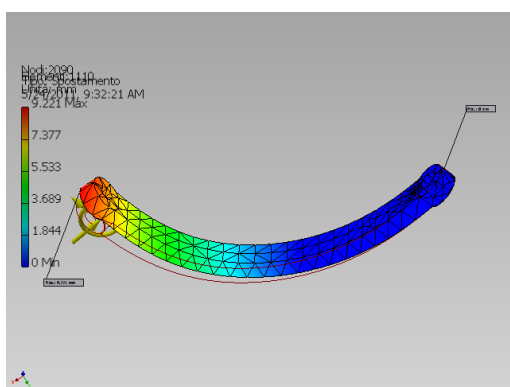 Nodi:2090
Elementi:1110
Tipo: Spostamento
Unità: mm
5/24/2011, 9:32:21 AM
9.221 Max
7.377
5.533
3.689
1.844
0 Min